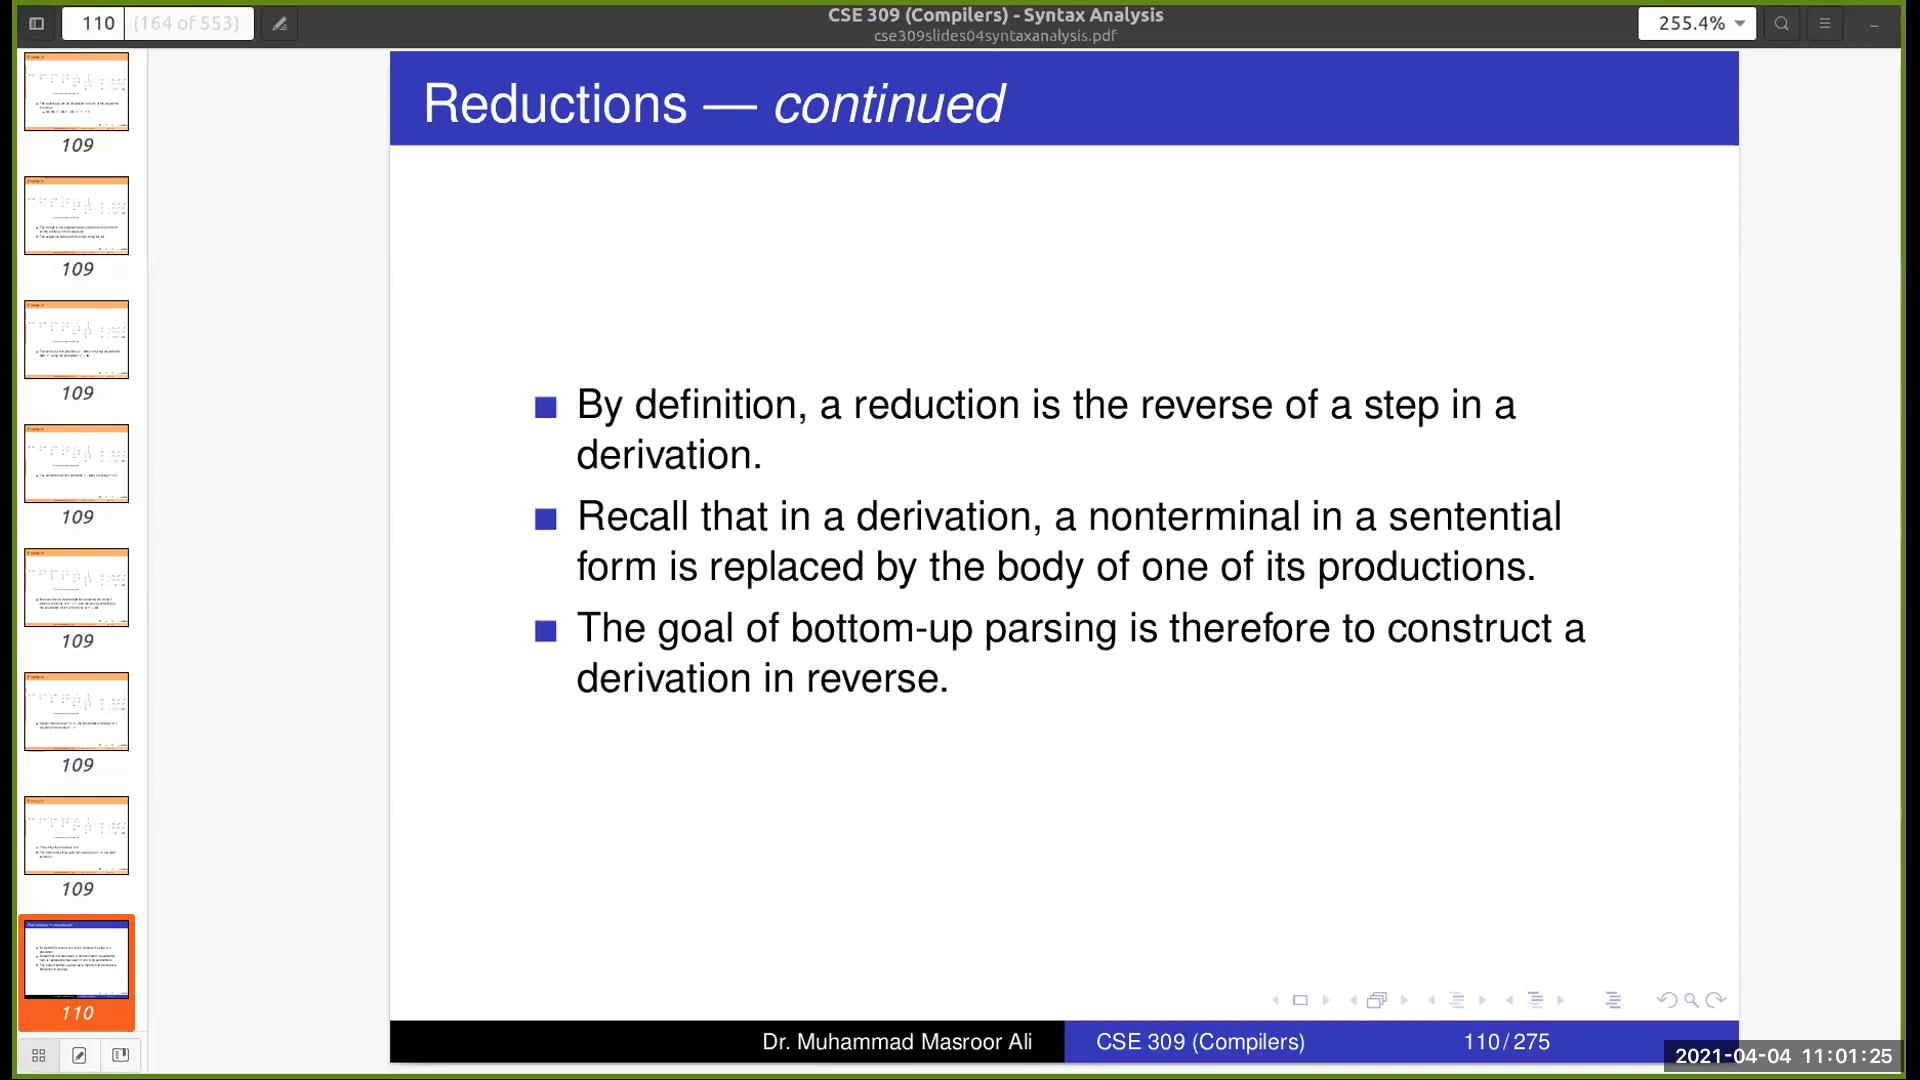 110
(164 of 553)
CSE 309 (Compilers) - Syntax Analysis
cse309slides04syntaxanalysis.pdf
255.4%
109
109
109
109
109
109
109
110
Reductions — continued
By definition, a reduction is the reverse of a step in a
derivation.
Recall that in a derivation, a nonterminal in a sentential
form is replaced by the body of one of its productions.
The goal of bottom-up parsing is therefore to construct a
derivation in reverse.
Dr. Muhammad Masroor Ali
CSE 309 (Compilers)
110/275
2021-04-04 11:01:25